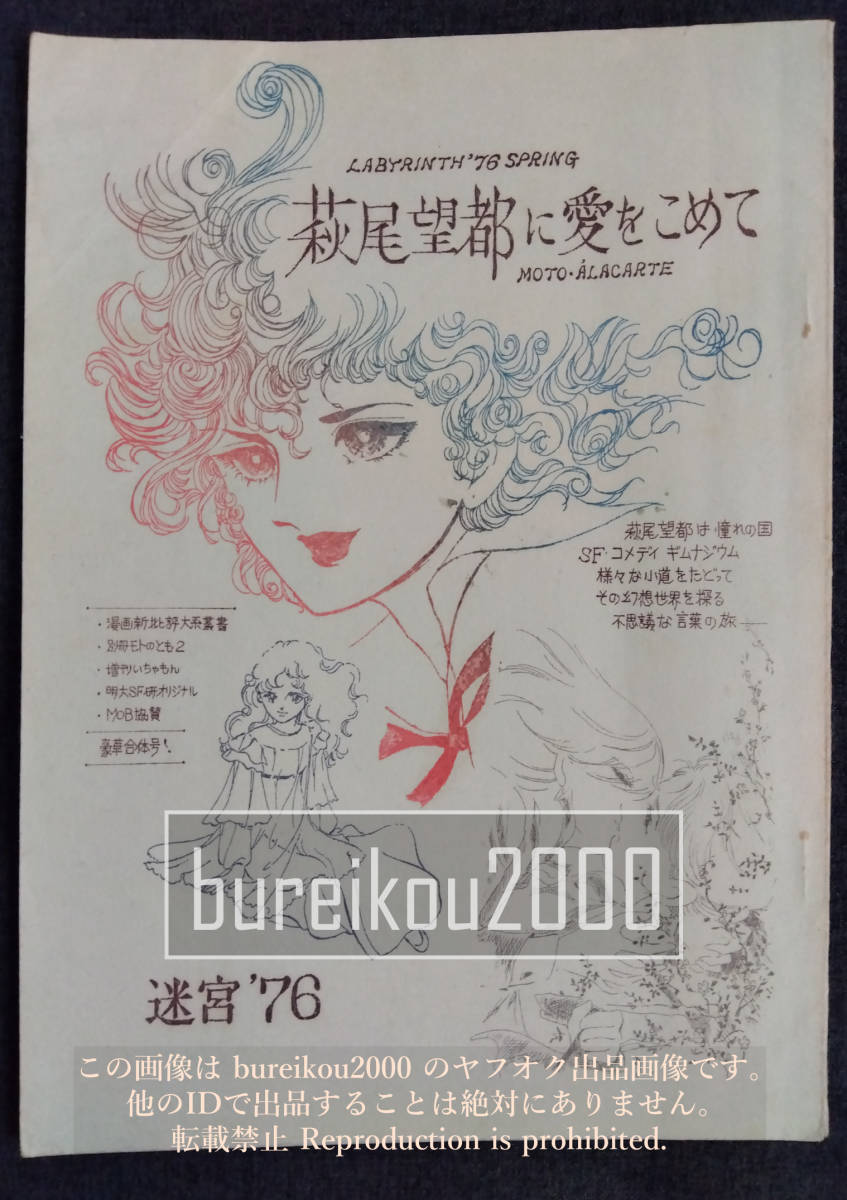 LABYRINTH '76 SPRING
萩尾望都に愛をこめて
MOTO・ÁLACARTE
萩尾望都は憧れの国
SF・コメディ ギムナジウム
様々な小道をたどって
その幻想世界を探る
不思議な言葉の旅——
・漫画新批評大系叢書
・別冊モトのとも2
・増刊いちゃもん
・明大SF研オリジナル
・MOB協賛
豪華合体号!
bureikou2000
迷宮'76
この画像は bureikou2000 のヤフオク出品画像です。
他のIDで出品することは絶対にありません。
転載禁止 Reproduction is prohibited.